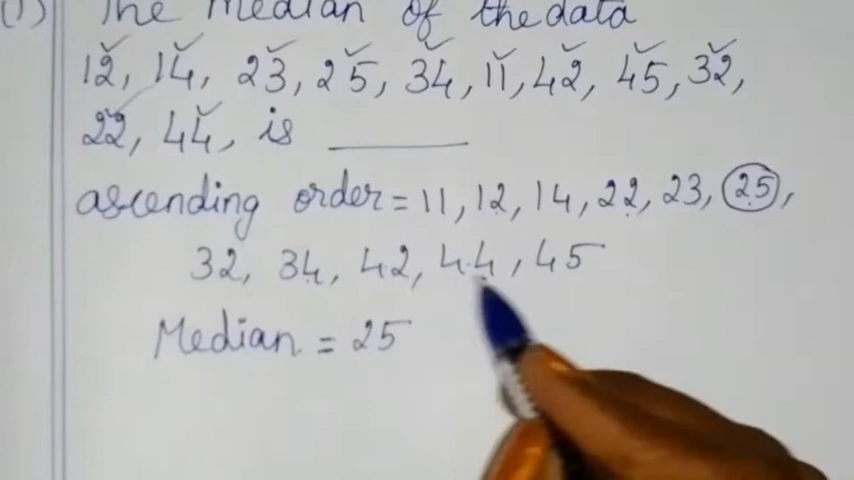 (1) The Median of the data
12, 14, 23, 25, 34, 11, 42, 45, 32,
22, 44, is ______
ascending order = 11, 12, 14, 22, 23, 25,
32, 34, 42, 44, 45
Median = 25